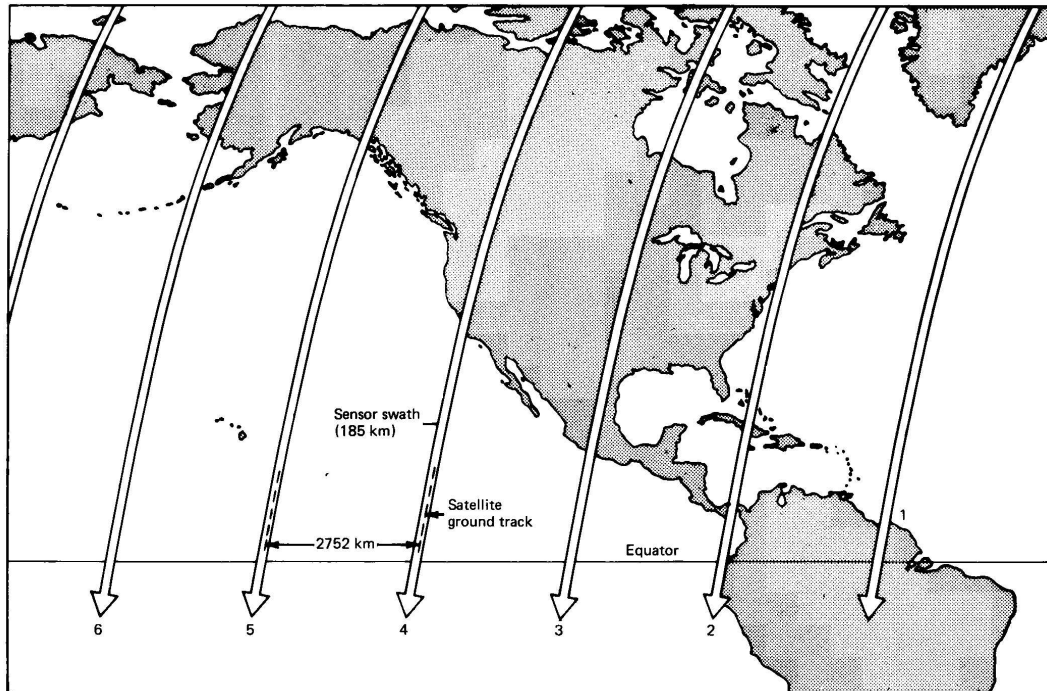 Sensor swath
(185 km)
Satellite
ground track
1
2752 km
Equator
6
5
4
3
2